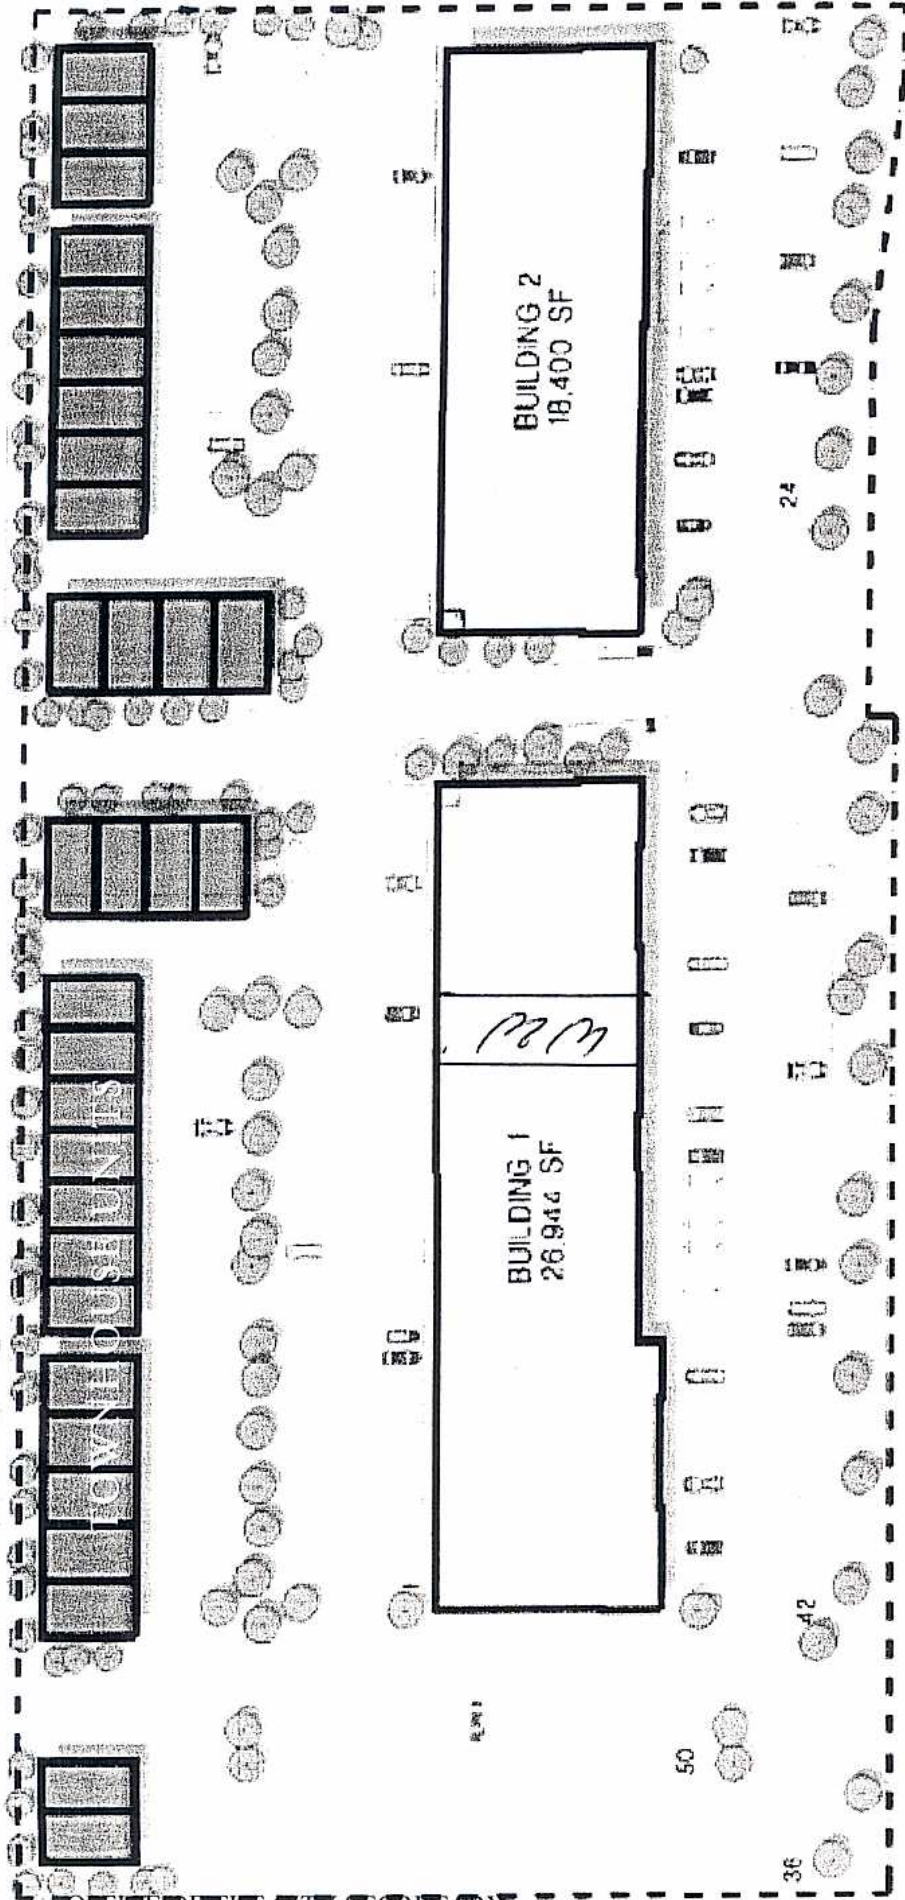 TOWNHOUSE UNITS
BUILDING 1
26,944 SF
BUILDING 2
18,400 SF
24
42
50
36